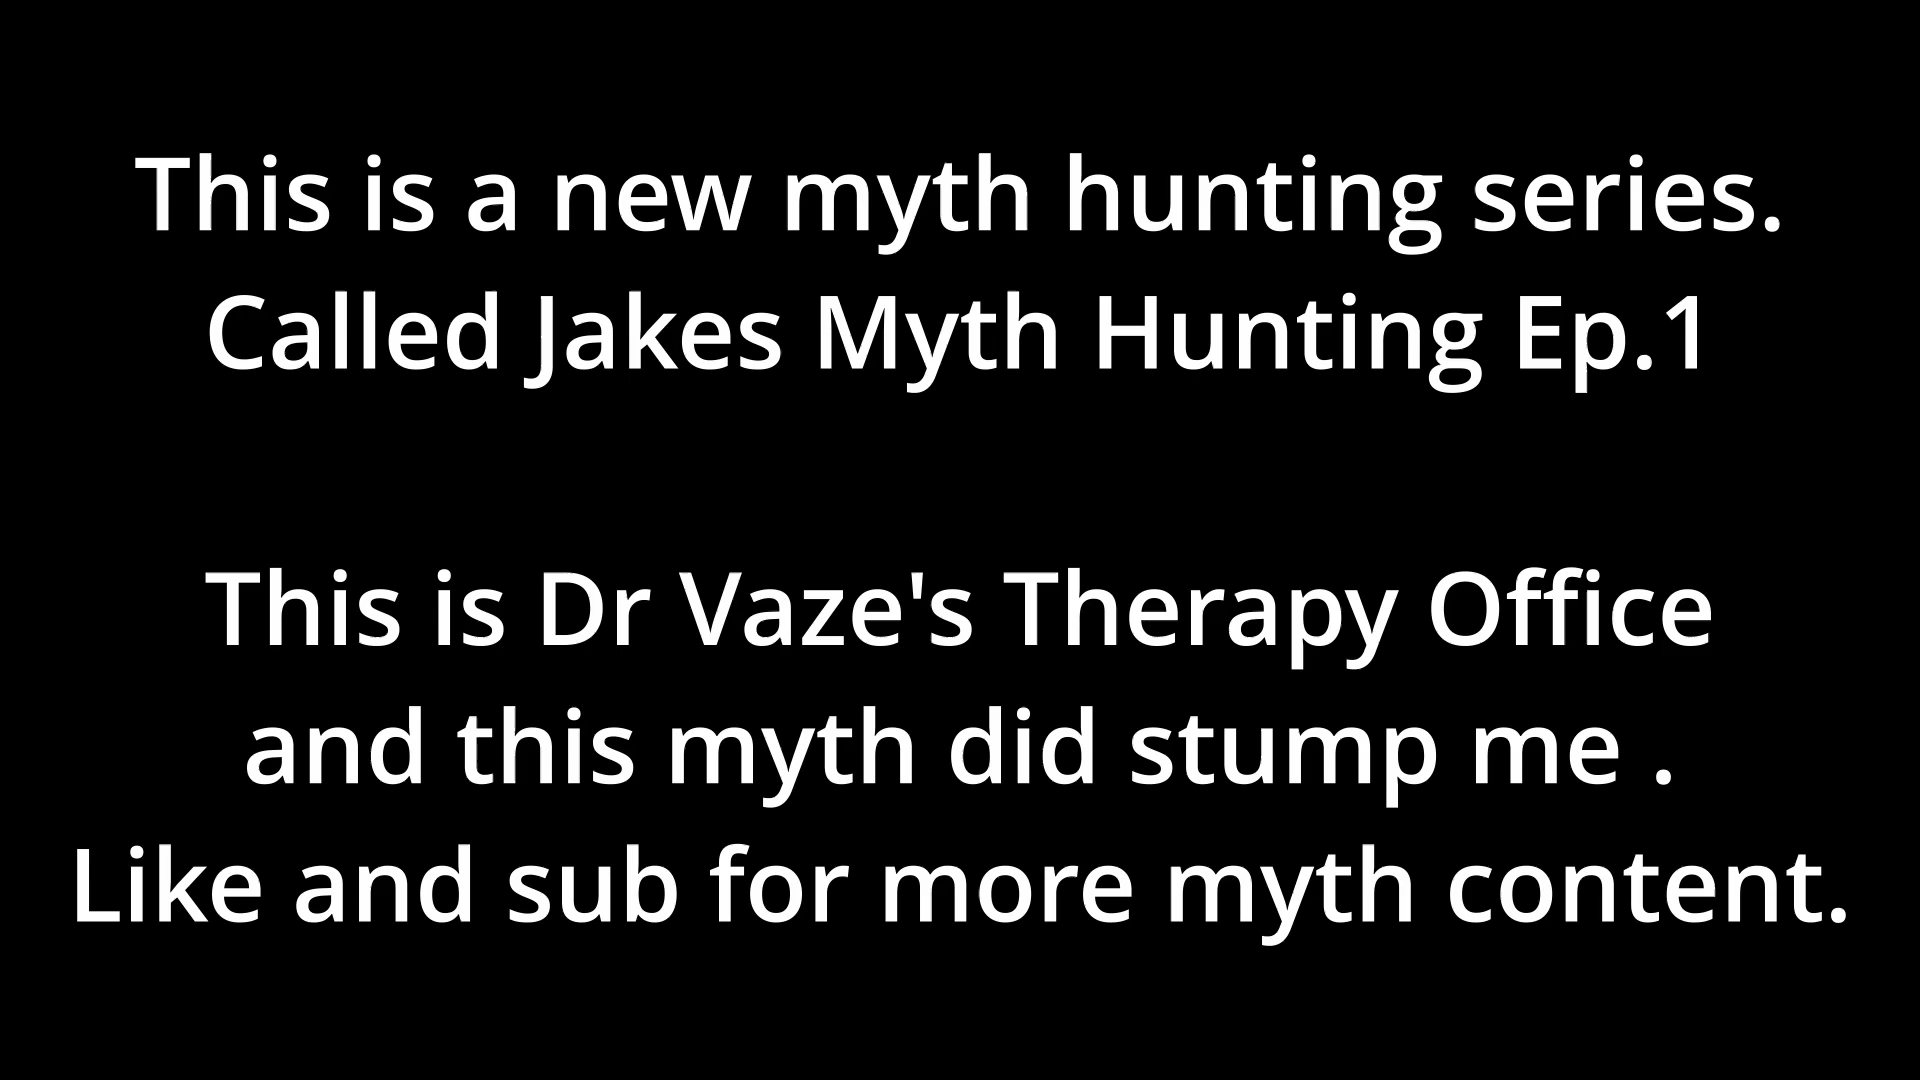 This is a new myth hunting series.
Called Jakes Myth Hunting Ep.1
This is Dr Vaze's Therapy Office
and this myth did stump me .
Like and sub for more myth content.